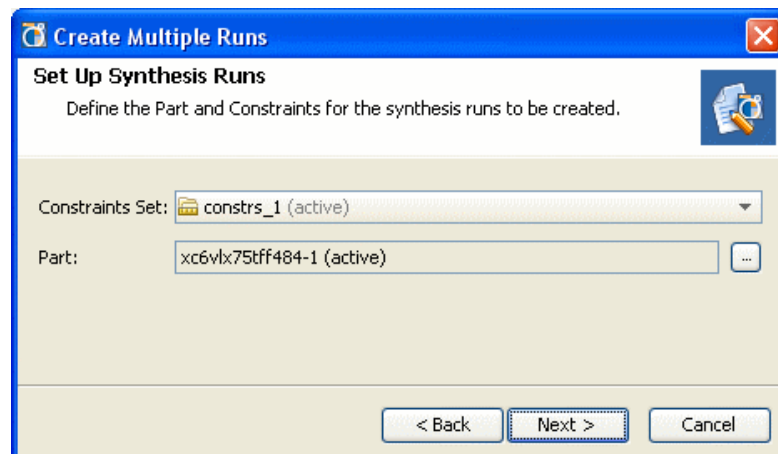 Create Multiple Runs
Set Up Synthesis Runs
Define the Part and Constraints for the synthesis runs to be created.
Constraints Set: constrs_1 (active)
Part: xc6vlx75tff484-1 (active) ...
< Back Next > Cancel